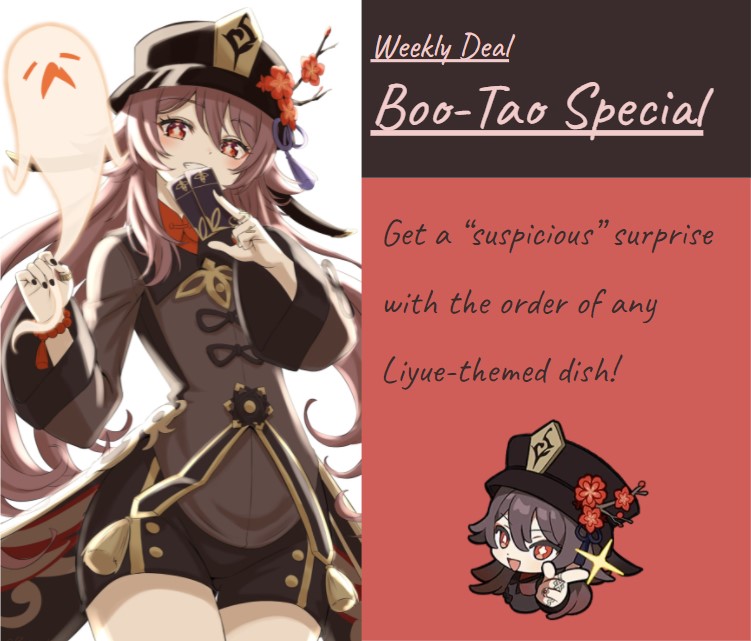 Weekly Deal
Boo-Tao Special
Get a “suspicious” surprise
with the order of any
Liyue-themed dish!